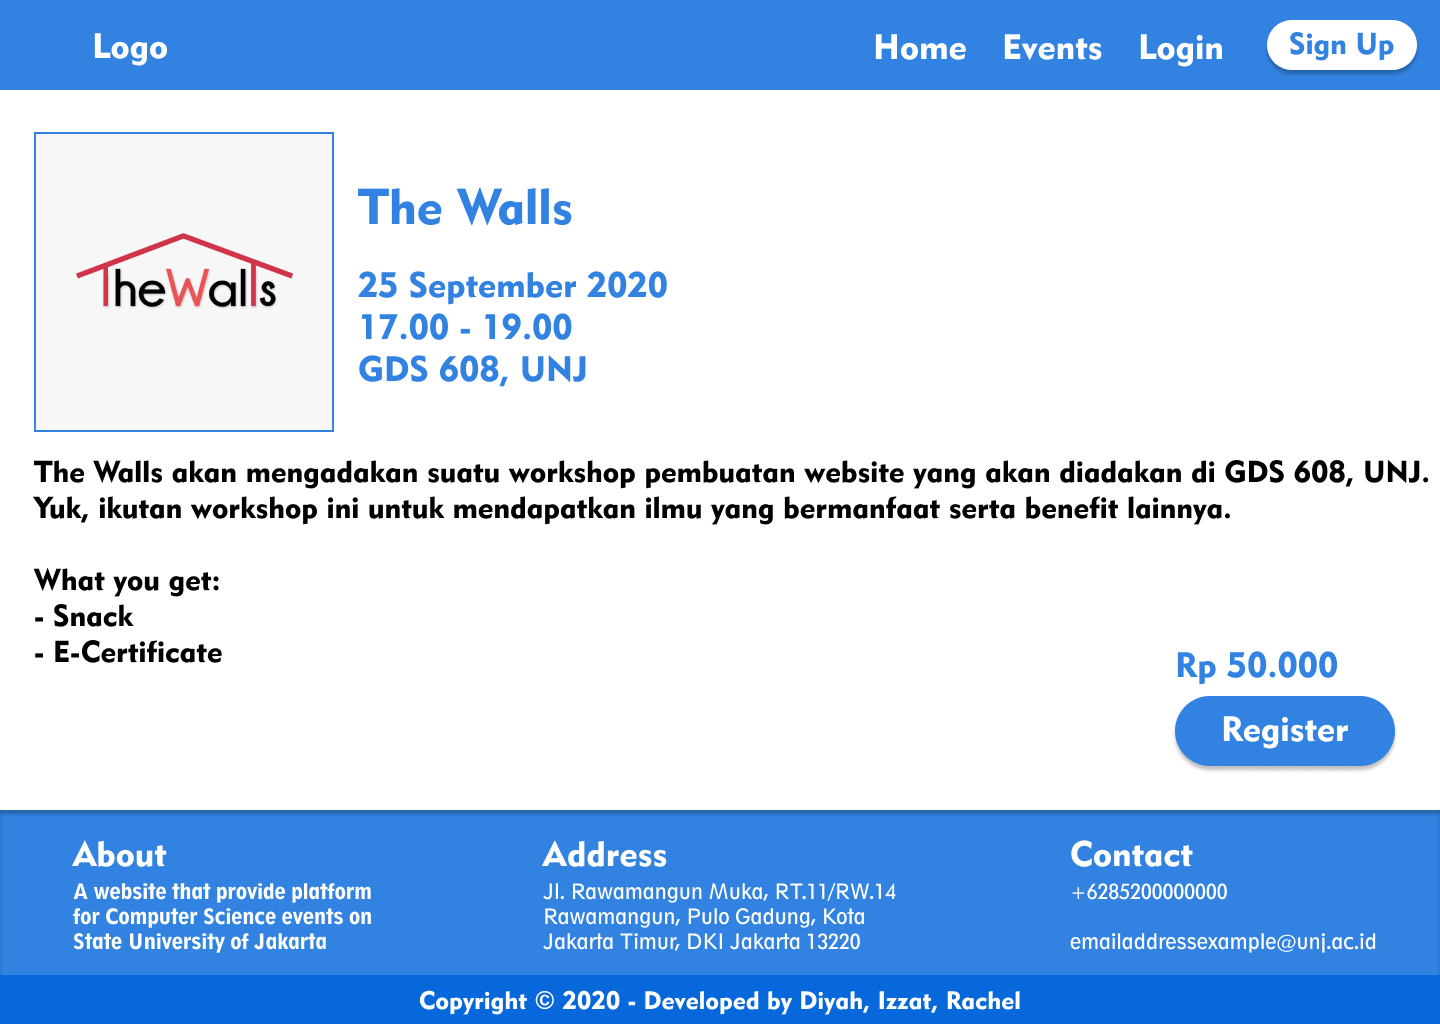 Logo
Home Events Login Sign Up
TheWalls
The Walls
25 September 2020
17.00 - 19.00
GDS 608, UNJ
The Walls akan mengadakan suatu workshop pembuatan website yang akan diadakan di GDS 608, UNJ.
Yuk, ikutan workshop ini untuk mendapatkan ilmu yang bermanfaat serta benefit lainnya.
What you get:
- Snack
- E-Certificate
Rp 50.000
Register
About
A website that provide platform
for Computer Science events on
State University of Jakarta
Address
Jl. Rawamangun Muka, RT.11/RW.14
Rawamangun, Pulo Gadung, Kota
Jakarta Timur, DKI Jakarta 13220
Contact
+6285200000000
emailaddressexample@unj.ac.id
Copyright © 2020 - Developed by Diyah, Izzat, Rachel